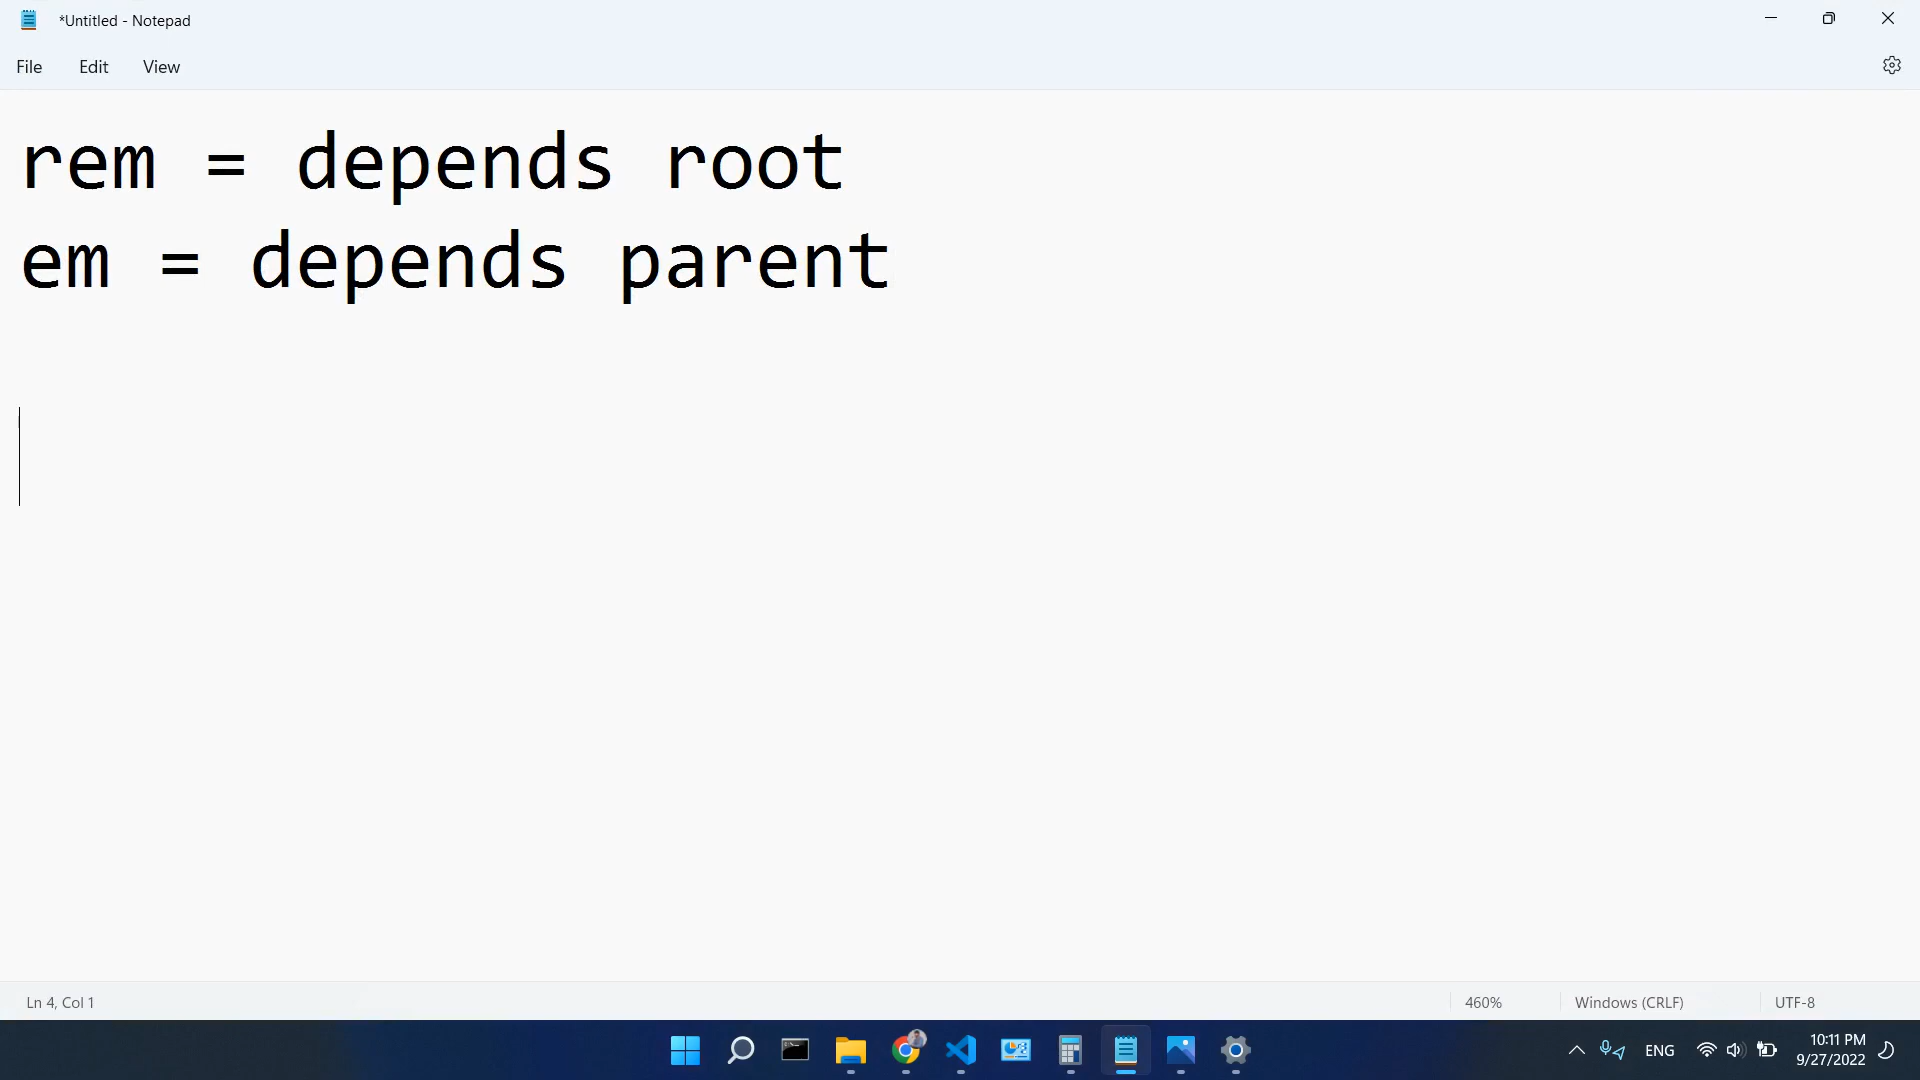 *Untitled - Notepad
File Edit View
rem = depends root
em = depends parent
Ln 4, Col 1 460% Windows (CRLF) UTF-8
ENG 10:11 PM
9/27/2022